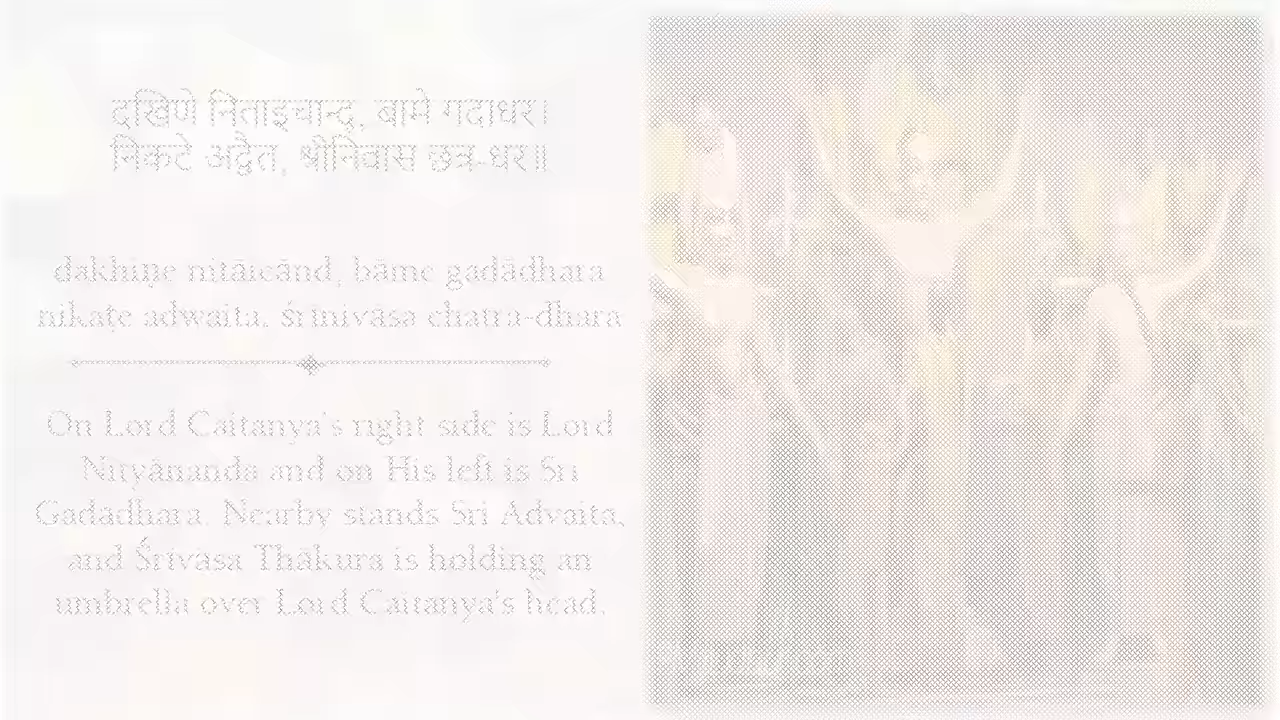 दखिणे निताइचान्द, बामे गदाधर।
निकटे अद्वैत, श्रीनिवास छत्र-धर॥
dakhiṇe nitāicānd, bāme gadādhara
nikaṭe adwaita, śrīnivāsa chatra-dhara
On Lord Caitanya's right side is Lord
Nityānanda and on His left is Sri
Gadādhara. Nearby stands Sri Advaita,
and Śrīvāsa Thākura is holding an
umbrella over Lord Caitanya's head.